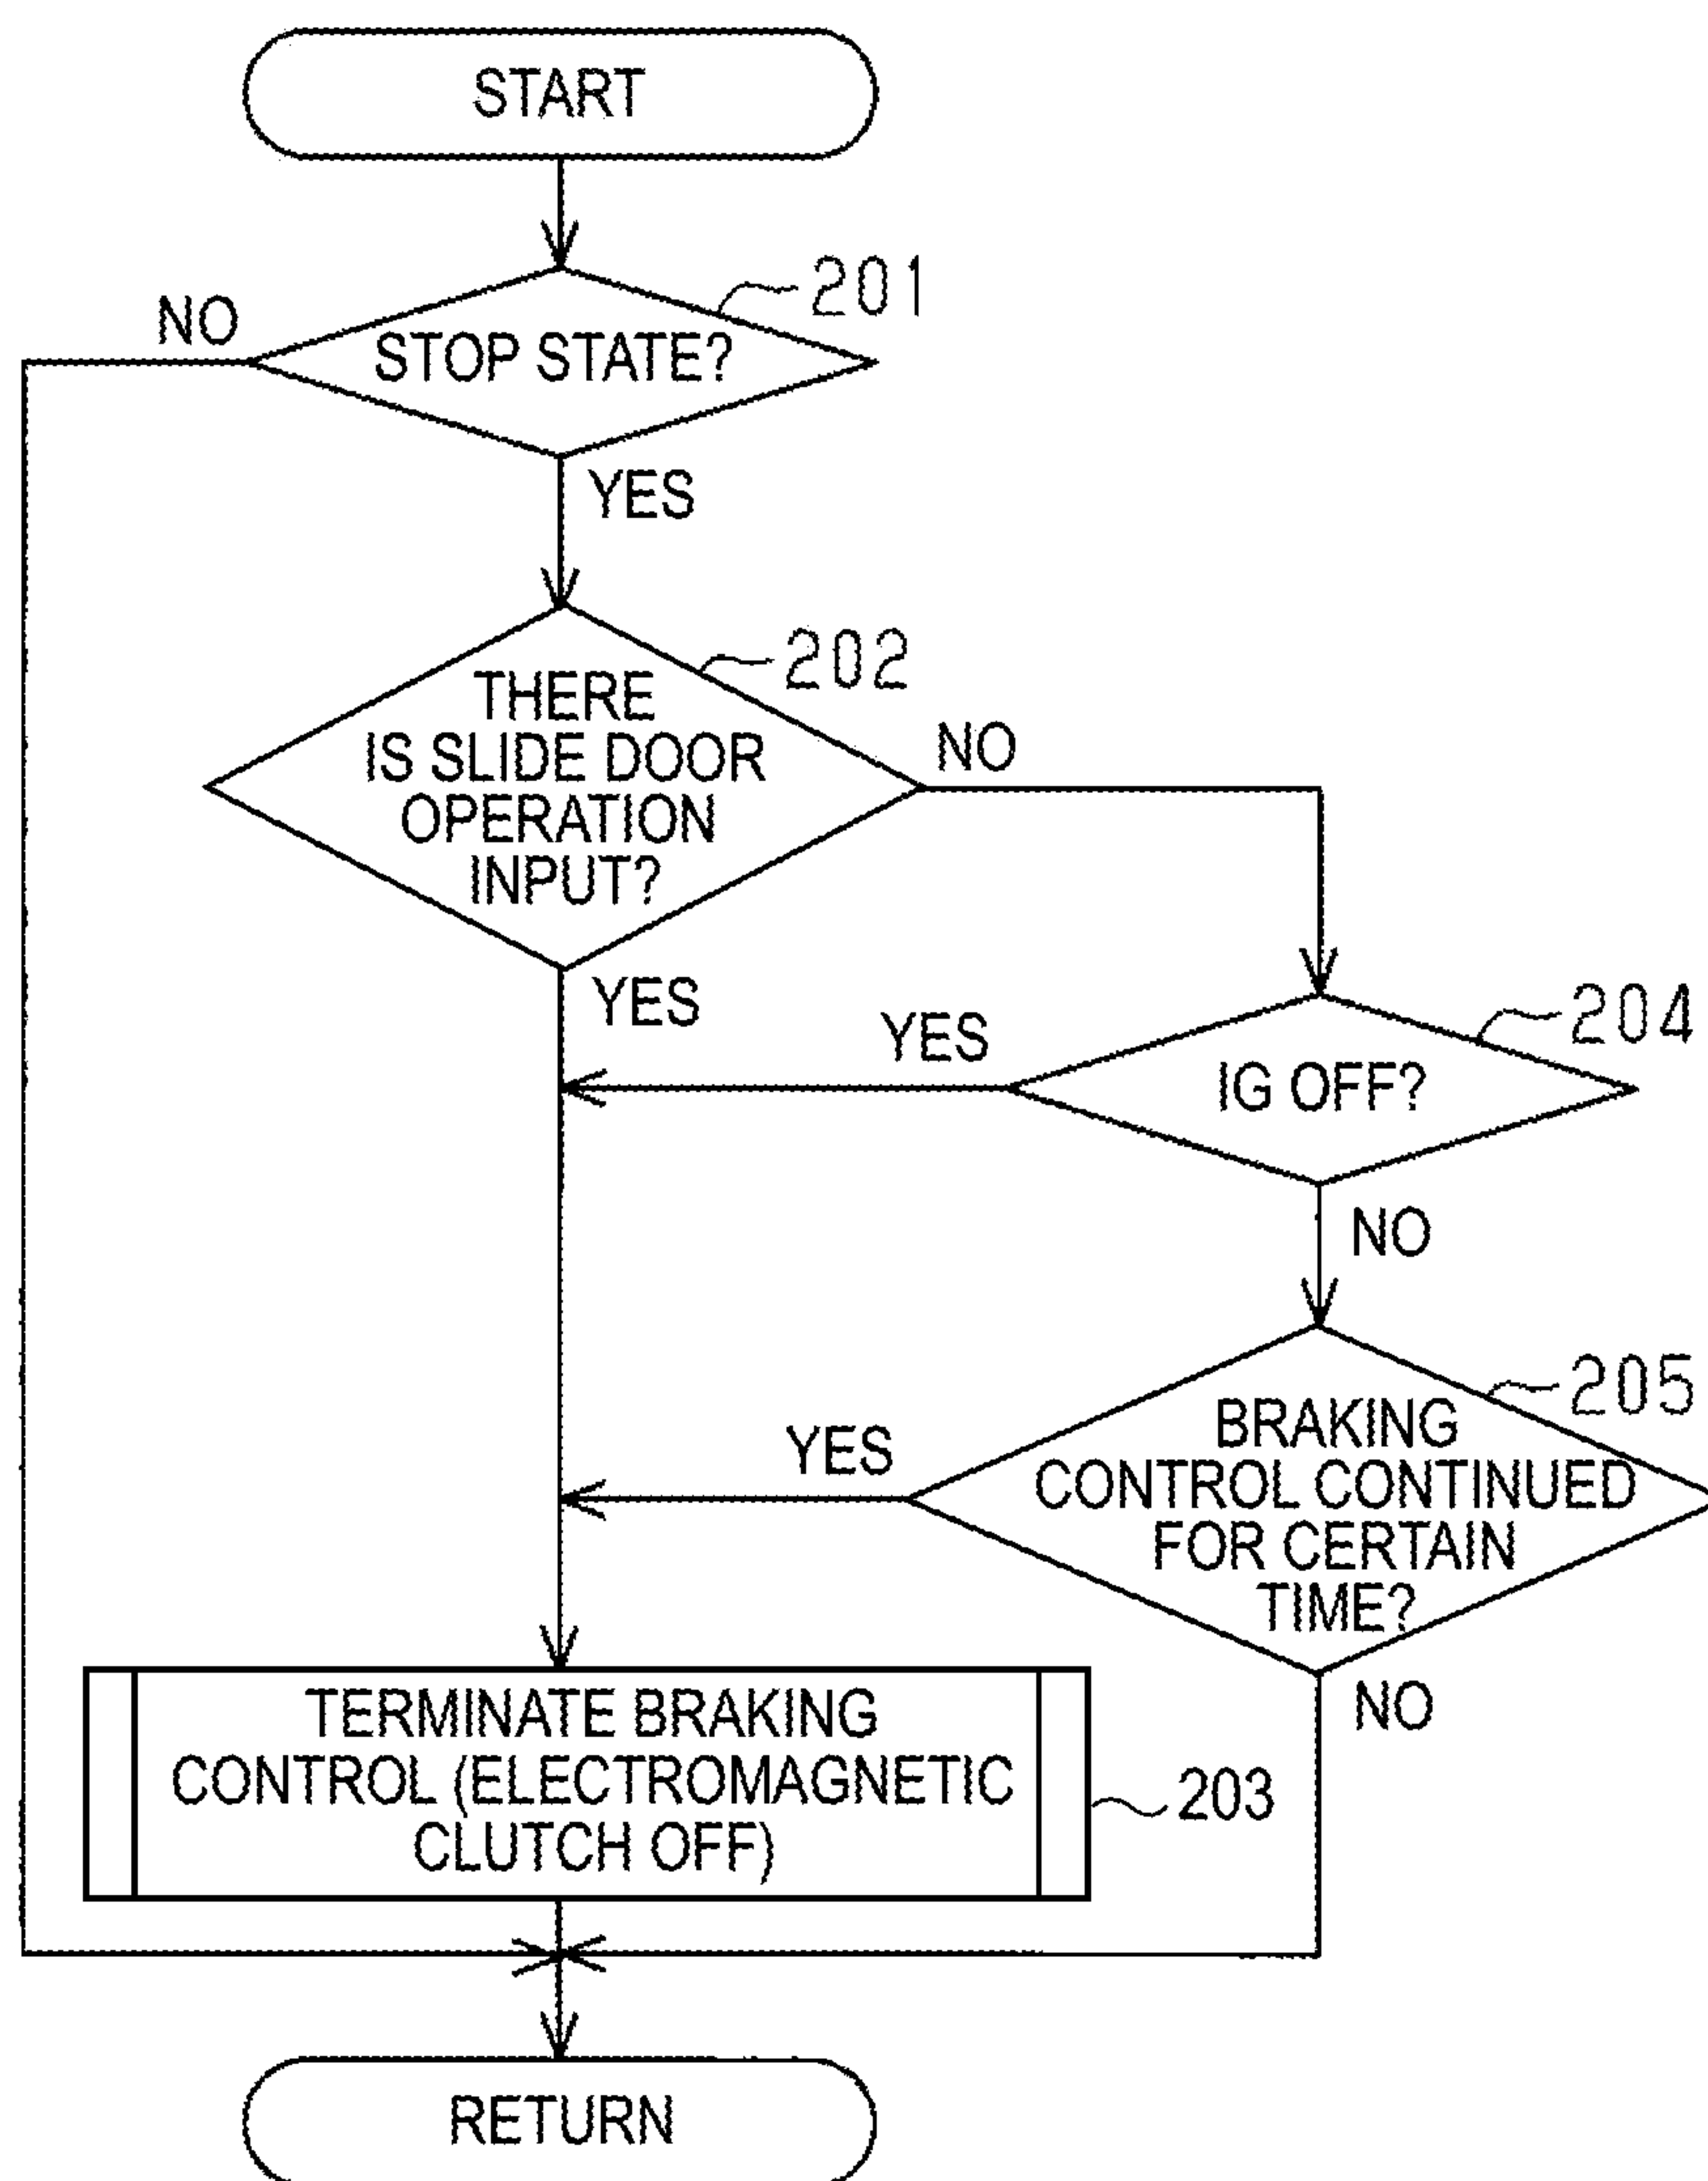 START
201
NO
STOP STATE?
YES
202
THERE
IS SLIDE DOOR
OPERATION
INPUT?
NO
YES
204
YES
IG OFF?
NO
205
BRAKING
CONTROL CONTINUED
FOR CERTAIN
TIME?
YES
NO
TERMINATE BRAKING
CONTROL (ELECTROMAGNETIC
CLUTCH OFF)
203
RETURN